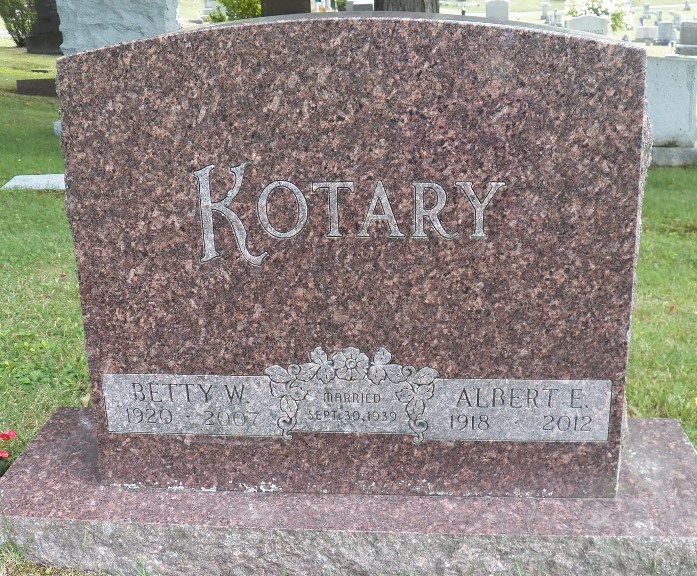 KOTARY
BETTY W.
1920 - 2007
MARRIED
SEPT. 30, 1939
ALBERT E.
1918 - 2012